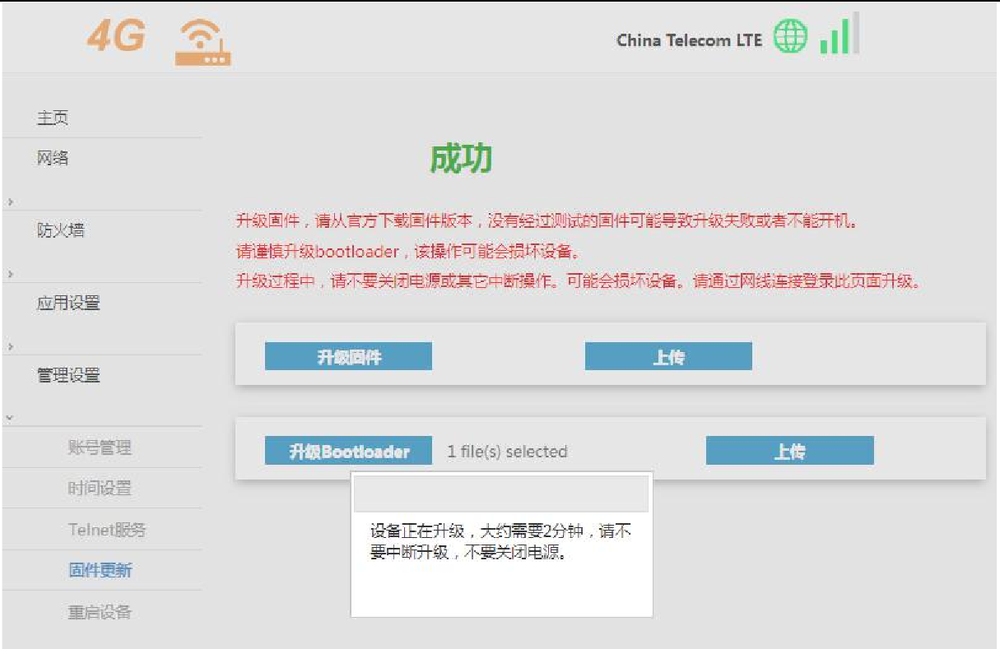 4G
China Telecom LTE
主页
网络
防火墙
应用设置
管理设置
账号管理
时间设置
Telnet服务
固件更新
重启设备
成功
升级固件，请从官方下载固件版本，没有经过测试的固件可能导致升级失败或者不能开机。
请谨慎升级bootloader，该操作可能会损坏设备。
升级过程中，请不要关闭电源或其它中断操作。可能会损坏设备。请通过网线连接登录此页面升级。
升级固件
上传
升级Bootloader
1 file(s) selected
上传
设备正在升级，大约需要2分钟，请不
要中断升级，不要关闭电源。